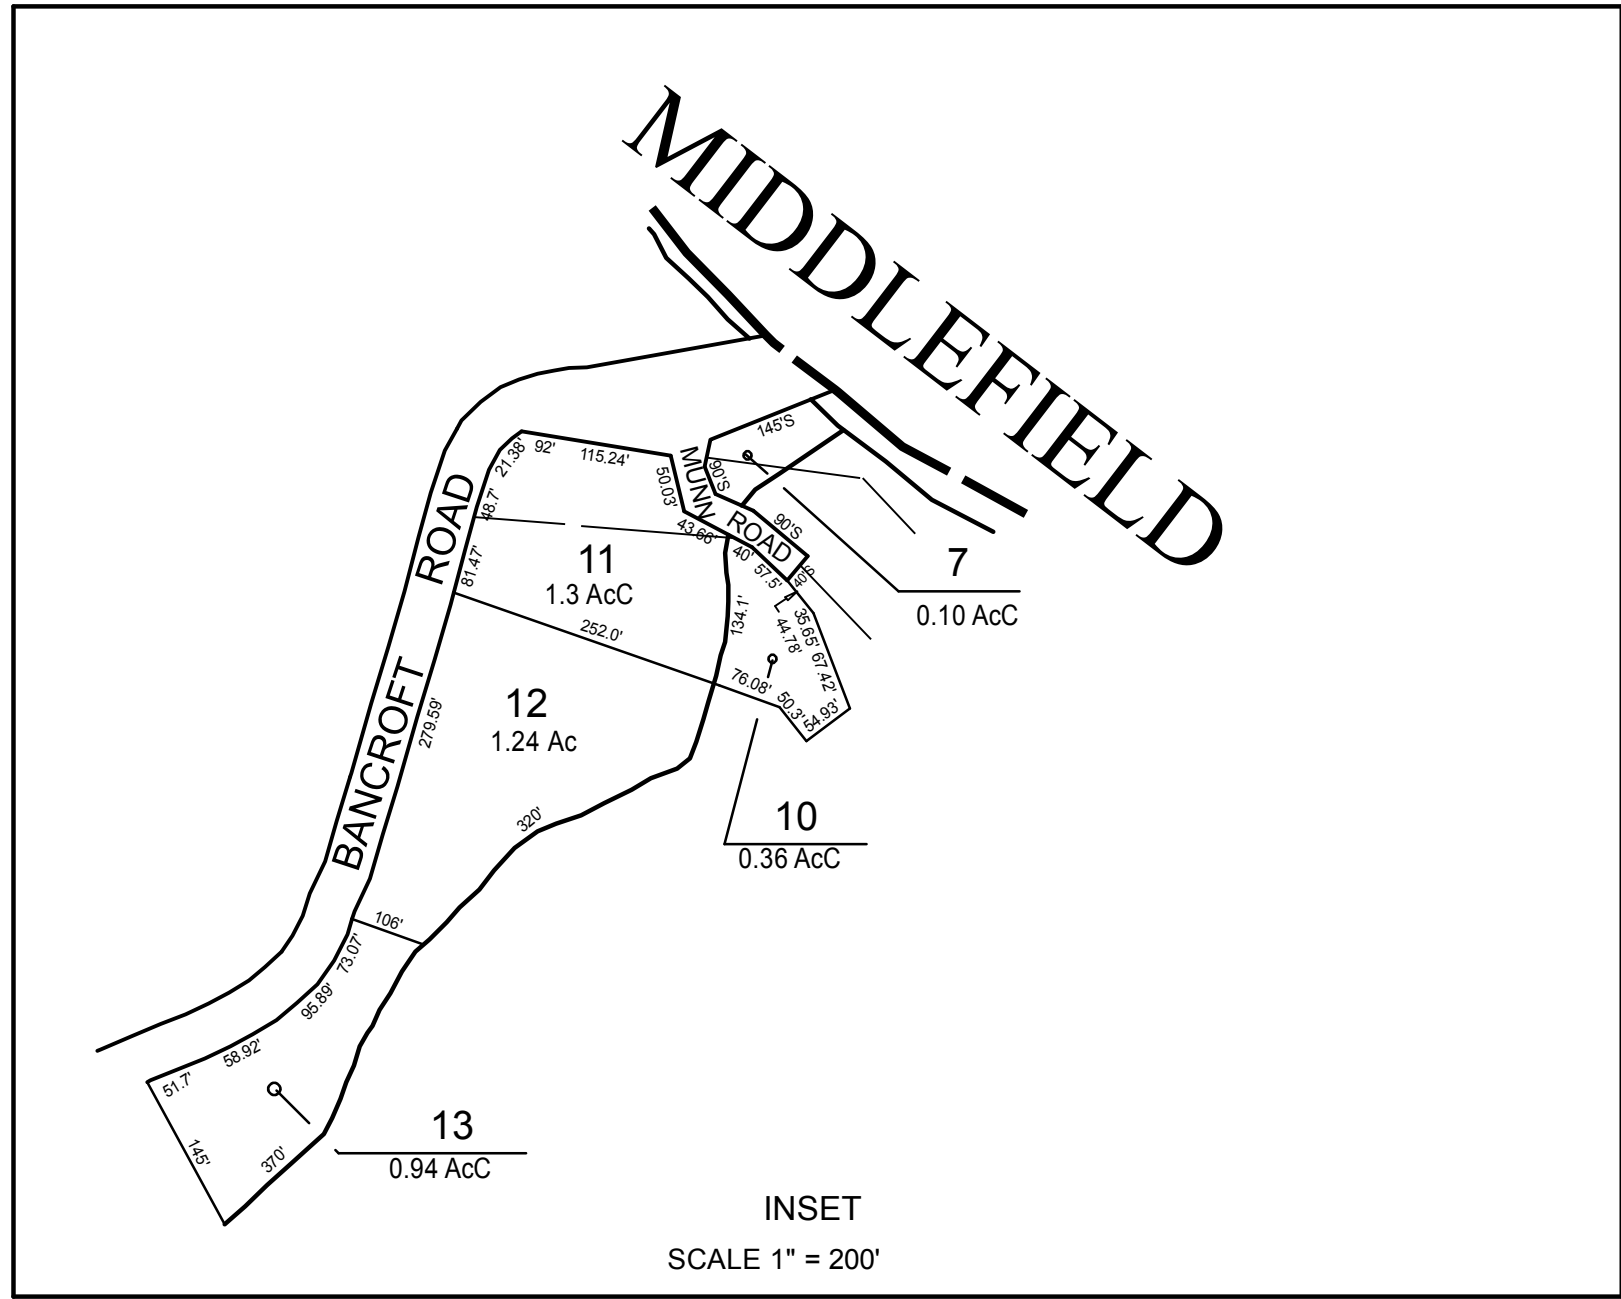 MIDDLEFIELD
145'S
21.38'
92'
115.24'
MUNN ROAD
90'S
50.03'
48.7'
90'S
43.66'
40'
57.5'
40'S
BANCROFT ROAD
81.47'
11
1.3 AcC
7
0.10 AcC
134.1'
35.65'
44.78'
67.42'
252.0'
76.08'
50.3'
54.93'
12
1.24 Ac
279.59'
10
0.36 AcC
320'
106'
73.07'
95.89'
58.92'
51.7'
145'
370'
13
0.94 AcC
INSET
SCALE 1" = 200'